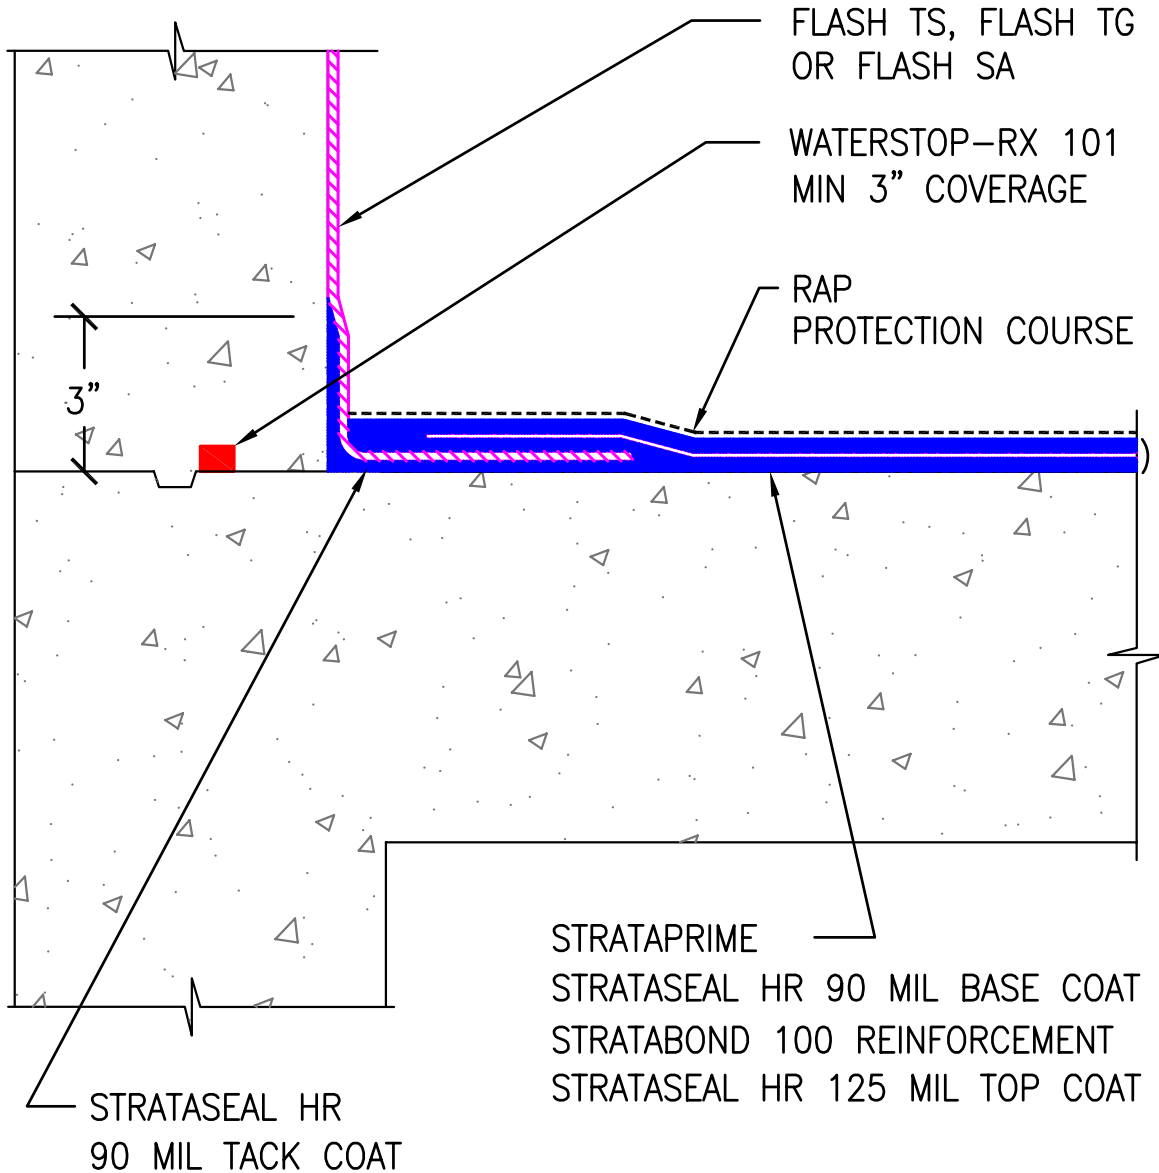 FLASH TS, FLASH TG
OR FLASH SA
WATERSTOP-RX 101
MIN 3” COVERAGE
RAP
PROTECTION COURSE
3”
STRATAPRIME
STRATASEAL HR 90 MIL BASE COAT
STRATABOND 100 REINFORCEMENT
STRATASEAL HR 125 MIL TOP COAT
STRATASEAL HR
90 MIL TACK COAT